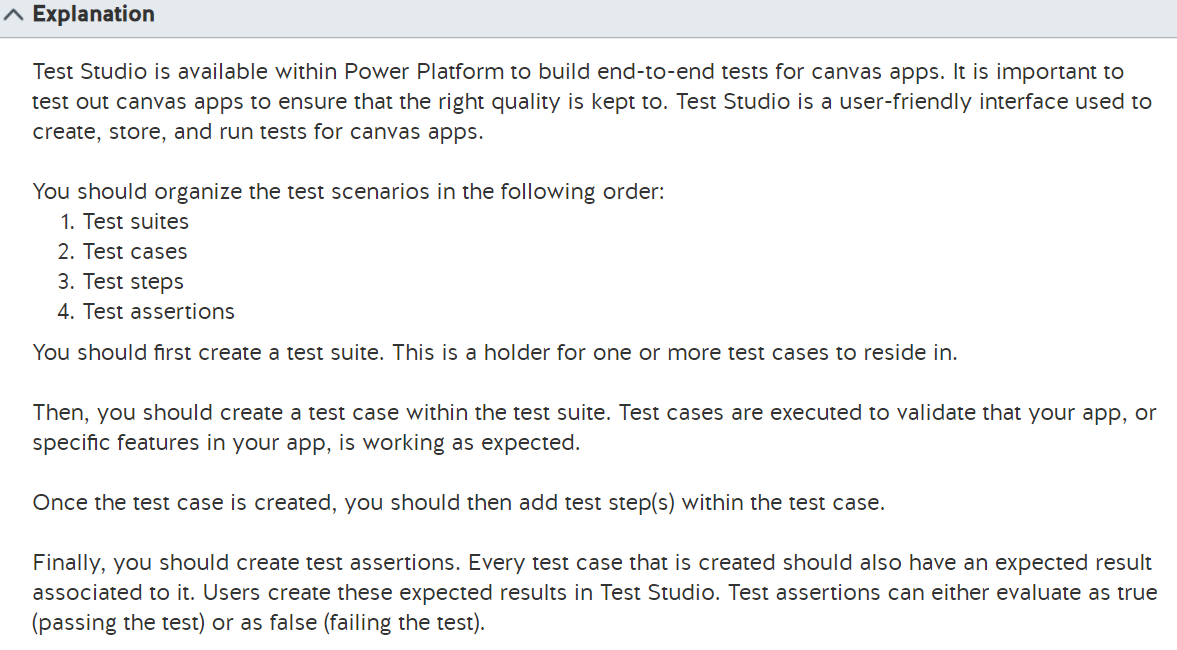 Explanation
Test Studio is available within Power Platform to build end-to-end tests for canvas apps. It is important to
test out canvas apps to ensure that the right quality is kept to. Test Studio is a user-friendly interface used to
create, store, and run tests for canvas apps.
You should organize the test scenarios in the following order:
1. Test suites
2. Test cases
3. Test steps
4. Test assertions
You should first create a test suite. This is a holder for one or more test cases to reside in.
Then, you should create a test case within the test suite. Test cases are executed to validate that your app, or
specific features in your app, is working as expected.
Once the test case is created, you should then add test step(s) within the test case.
Finally, you should create test assertions. Every test case that is created should also have an expected result
associated to it. Users create these expected results in Test Studio. Test assertions can either evaluate as true
(passing the test) or as false (failing the test).